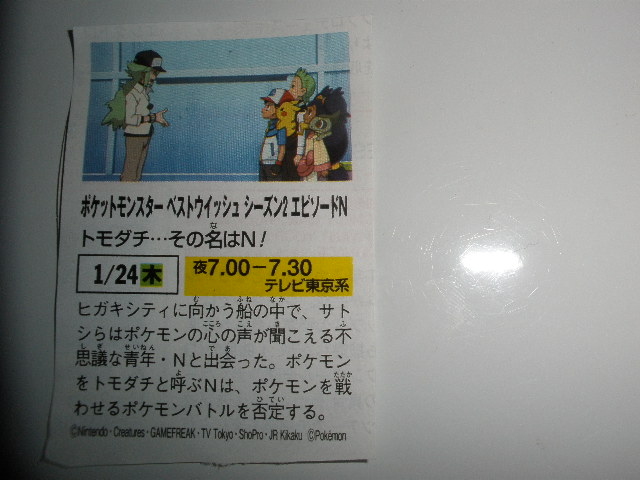 ポケットモンスター ベストウイッシュ シーズン2 エピソードN
トモダチ…その名はN!
1/24 木
夜7.00-7.30
テレビ東京系
ヒガキシティに向かう船の中で、サト
シらはポケモンの心の声が聞こえる不
思議な青年・Nと出会った。ポケモン
をトモダチと呼ぶNは、ポケモンを戦
わせるポケモンバトルを否定する。
©Nintendo・Creatures・GAMEFREAK・TV Tokyo・ShoPro・JR Kikaku ©Pokémon